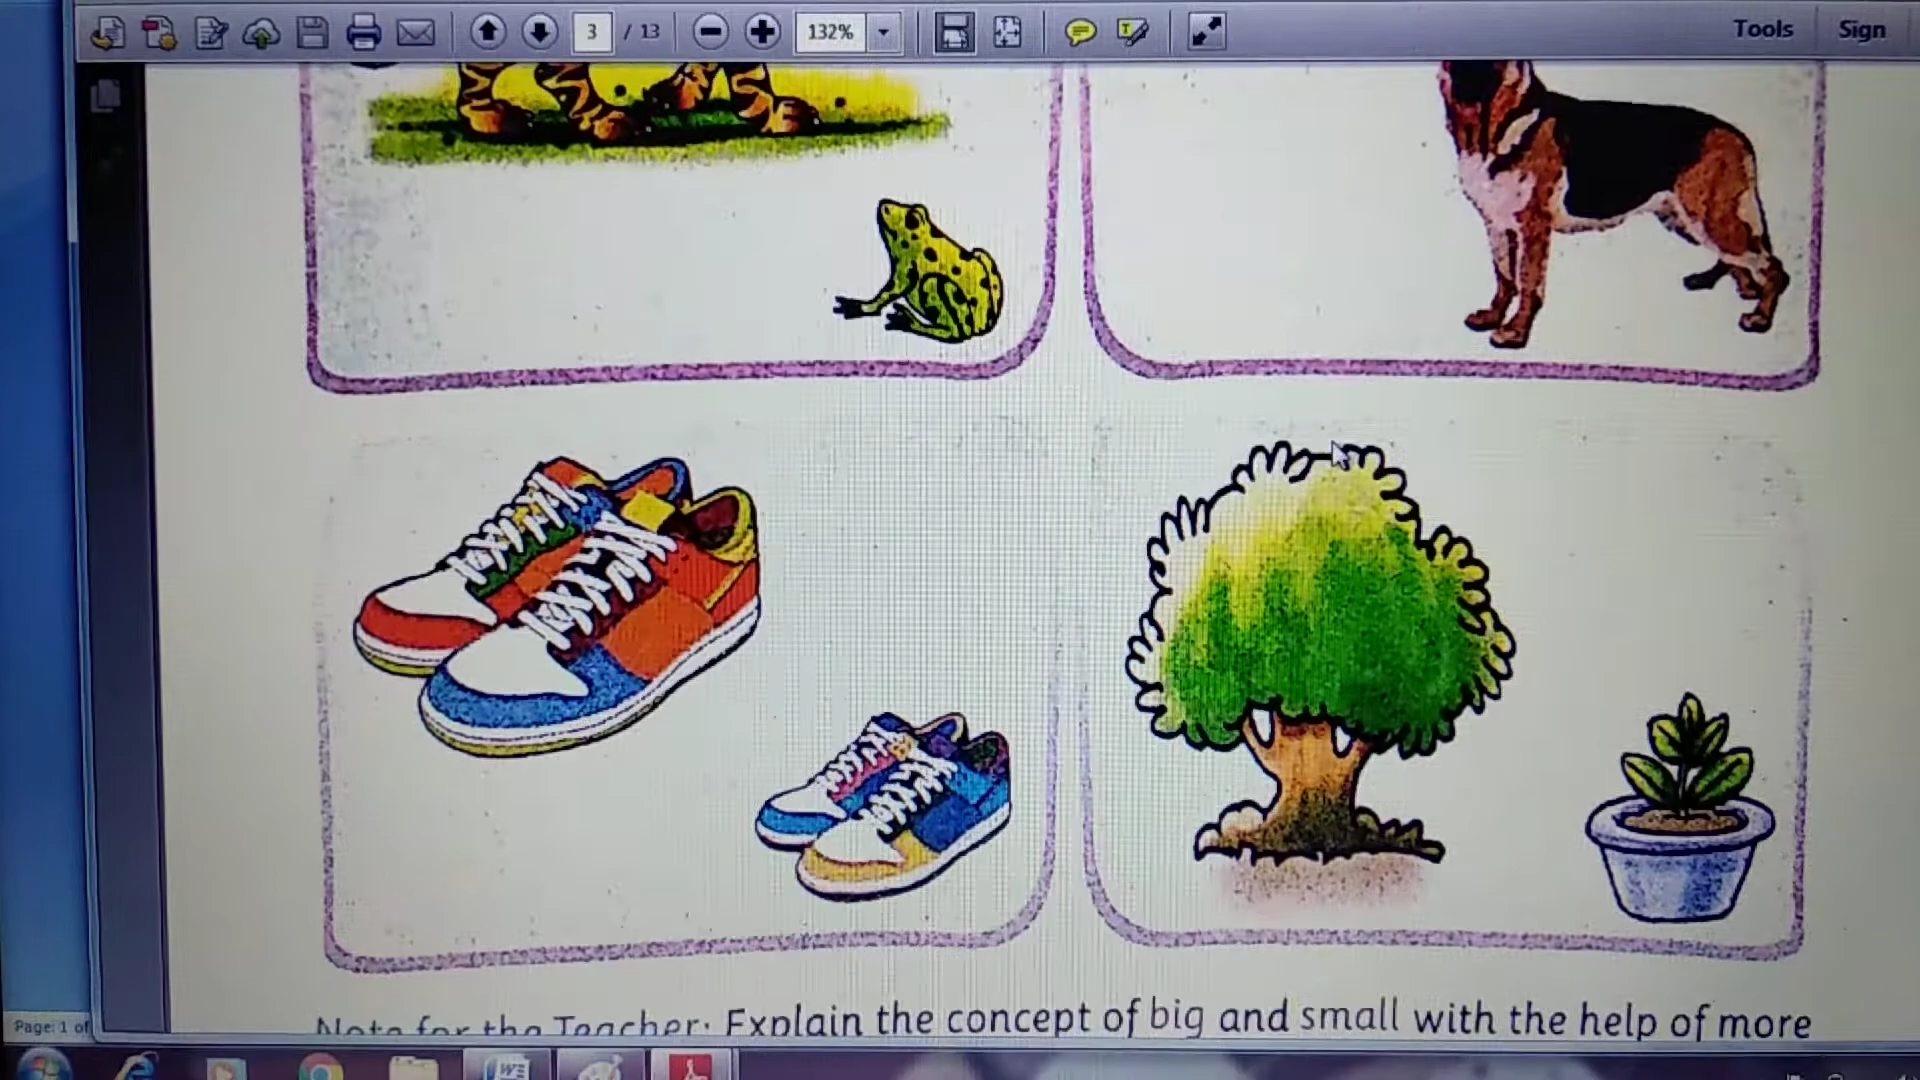 3 / 13
132%
Tools
Sign
Note for the Teacher: Explain the concept of big and small with the help of more
Page: 1 of